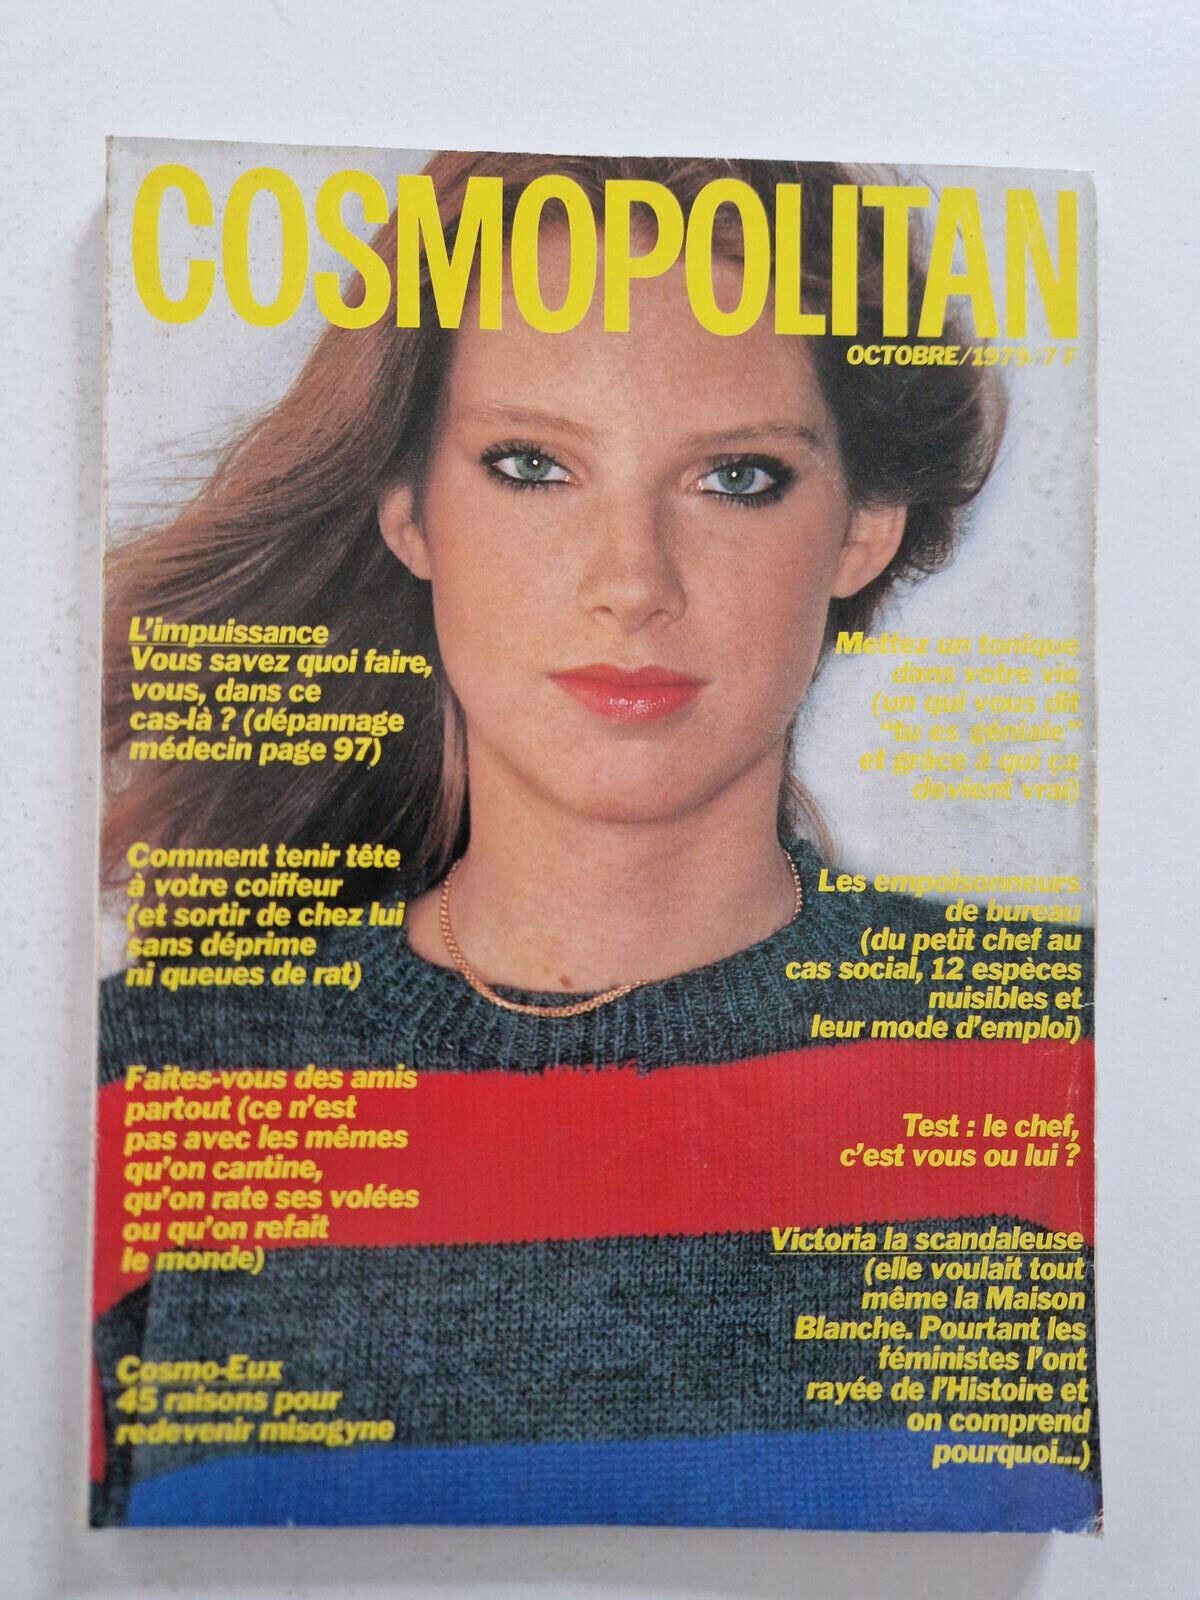 COSMOPOLITAN
OCTOBRE/1979·7 F
L'impuissance
Vous savez quoi faire,
vous, dans ce
cas-là ? (dépannage
médecin page 97)
Comment tenir tête
à votre coiffeur
(et sortir de chez lui
sans déprime
ni queues de rat)
Faites-vous des amis
partout (ce n'est
pas avec les mêmes
qu'on cantine,
qu'on rate ses volées
ou qu'on refait
le monde)
Cosmo-Eux
45 raisons pour
redevenir misogyne
Mettez un tonique
dans votre vie
(un qui vous dit
"tu es géniale"
et grâce à qui ça
devient vrai)
Les empoisonneurs
de bureau
(du petit chef au
cas social, 12 espèces
nuisibles et
leur mode d'emploi)
Test : le chef,
c'est vous ou lui ?
Victoria la scandaleuse
(elle voulait tout
même la Maison
Blanche. Pourtant les
féministes l'ont
rayée de l'Histoire et
on comprend
pourquoi...)